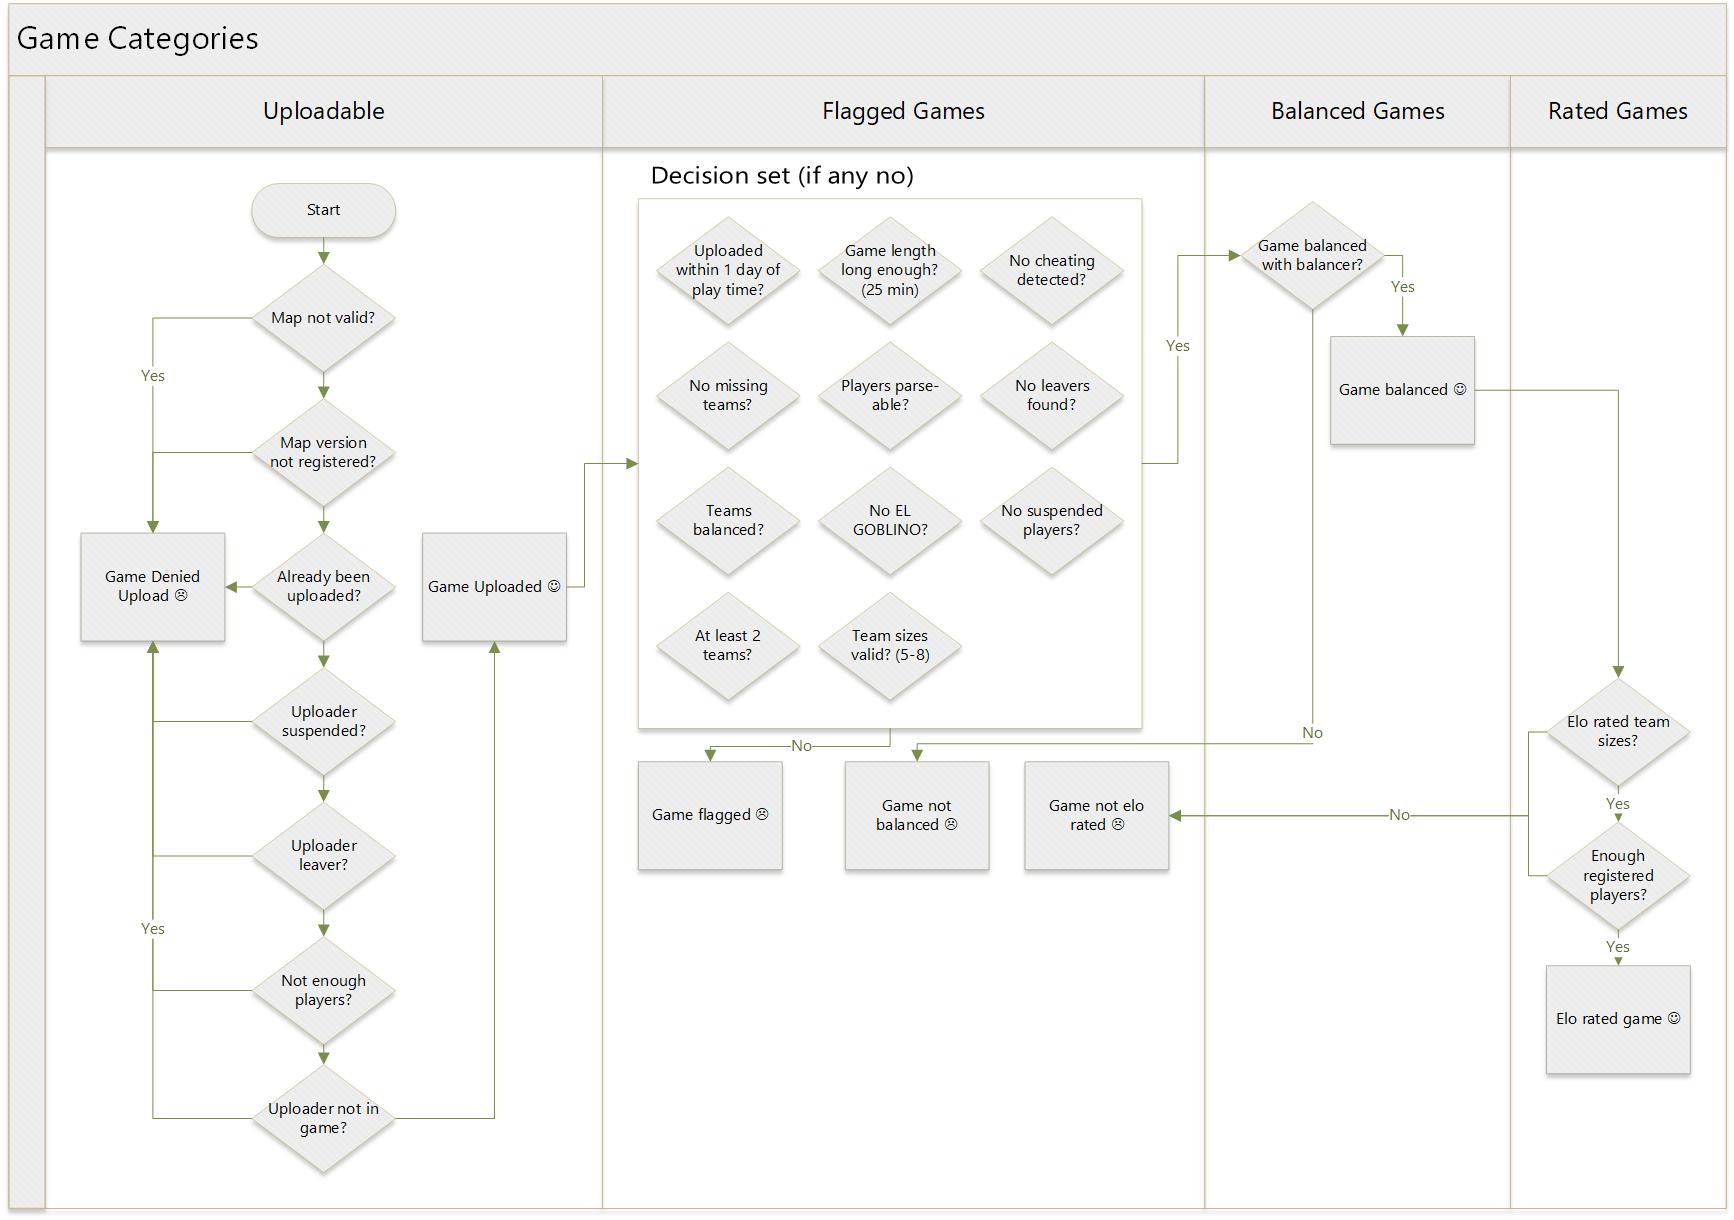 Game Categories
Uploadable
Flagged Games
Balanced Games
Rated Games
Start
Map not valid?
Yes
Map version
not registered?
Game Denied
Upload ☹
Already been
uploaded?
Game Uploaded ☺
Uploader
suspended?
Uploader
leaver?
Yes
Not enough
players?
Uploader not in
game?
Decision set (if any no)
Uploaded
within 1 day of
play time?
Game length
long enough?
(25 min)
No cheating
detected?
No missing
teams?
Players parse-
able?
No leavers
found?
Teams
balanced?
No EL
GOBLINO?
No suspended
players?
At least 2
teams?
Team sizes
valid? (5-8)
Yes
No
Game flagged ☹
Game not
balanced ☹
Game not elo
rated ☹
Game balanced
with balancer?
Yes
Game balanced ☺
No
No
Elo rated team
sizes?
Yes
Enough
registered
players?
Yes
Elo rated game ☺